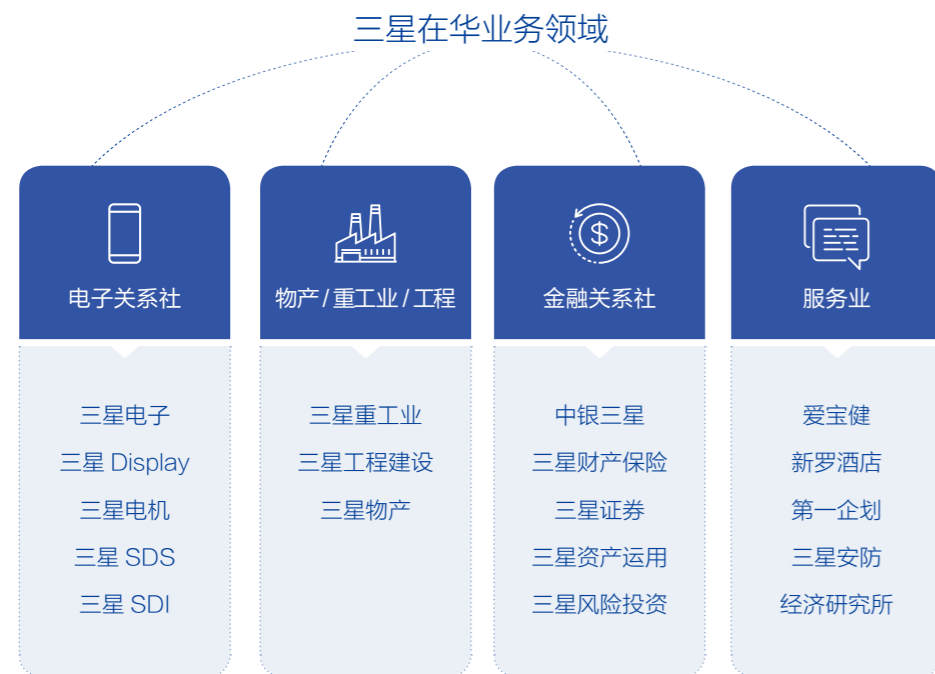 三星在华业务领域
电子关系社
三星电子
三星 Display
三星电机
三星 SDS
三星 SDI
物产 / 重工业 / 工程
三星重工业
三星工程建设
三星物产
金融关系社
$
中银三星
三星财产保险
三星证券
三星资产运用
三星风险投资
服务业
爱宝健
新罗酒店
第一企划
三星安防
经济研究所